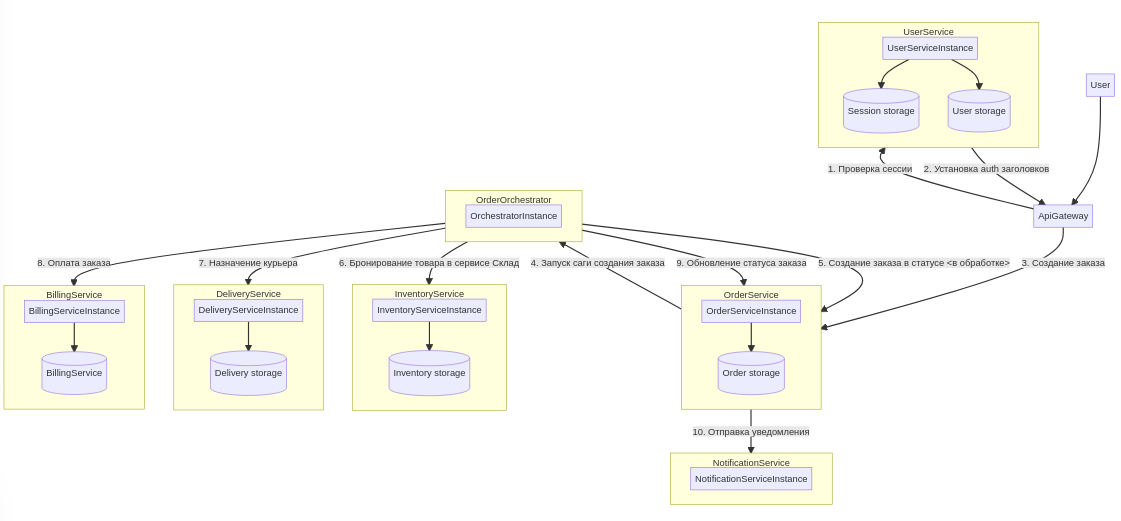 UserService
UserServiceInstance
Session storage
User storage
User
1. Проверка сессии
2. Установка auth заголовков
OrderOrchestrator
OrchestratorInstance
ApiGateway
8. Оплата заказа
7. Назначение курьера
6. Бронирование товара в сервисе Склад
4. Запуск саги создания заказа
9. Обновление статуса заказа
5. Создание заказа в статусе <в обработке>
3. Создание заказа
BillingService
BillingServiceInstance
BillingService
DeliveryService
DeliveryServiceInstance
Delivery storage
InventoryService
InventoryServiceInstance
Inventory storage
OrderService
OrderServiceInstance
Order storage
10. Отправка уведомления
NotificationService
NotificationServiceInstance